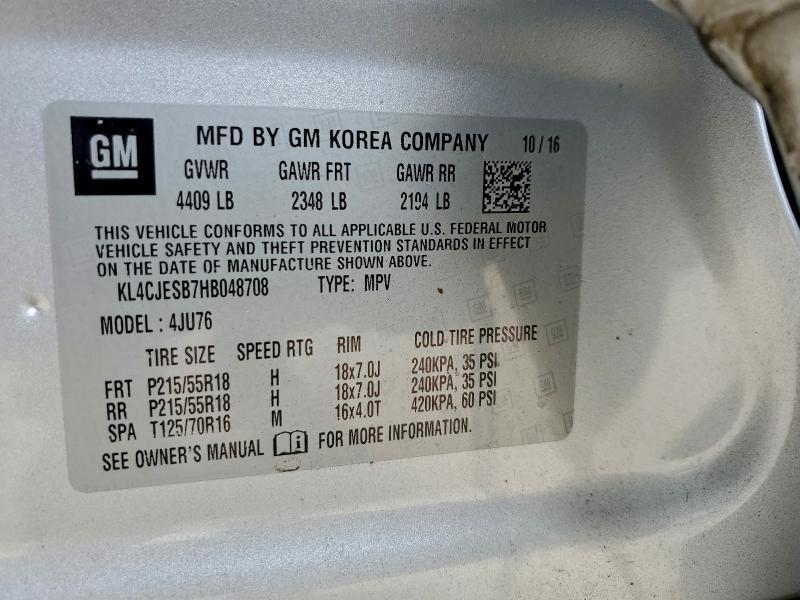 GM
MFD BY GM KOREA COMPANY 10 / 16
GVWR GAWR FRT GAWR RR
4409 LB 2348 LB 2194 LB
THIS VEHICLE CONFORMS TO ALL APPLICABLE U.S. FEDERAL MOTOR
VEHICLE SAFETY AND THEFT PREVENTION STANDARDS IN EFFECT
ON THE DATE OF MANUFACTURE SHOWN ABOVE.
KL4CJESB7HB048708 TYPE: MPV
MODEL : 4JU76
TIRE SIZE SPEED RTG RIM COLD TIRE PRESSURE
FRT P215/55R18 H 18x7.0J 240KPA, 35 PSI
RR P215/55R18 H 18x7.0J 240KPA, 35 PSI
SPA T125/70R16 M 16x4.0T 420KPA, 60 PSI
SEE OWNER'S MANUAL FOR MORE INFORMATION.